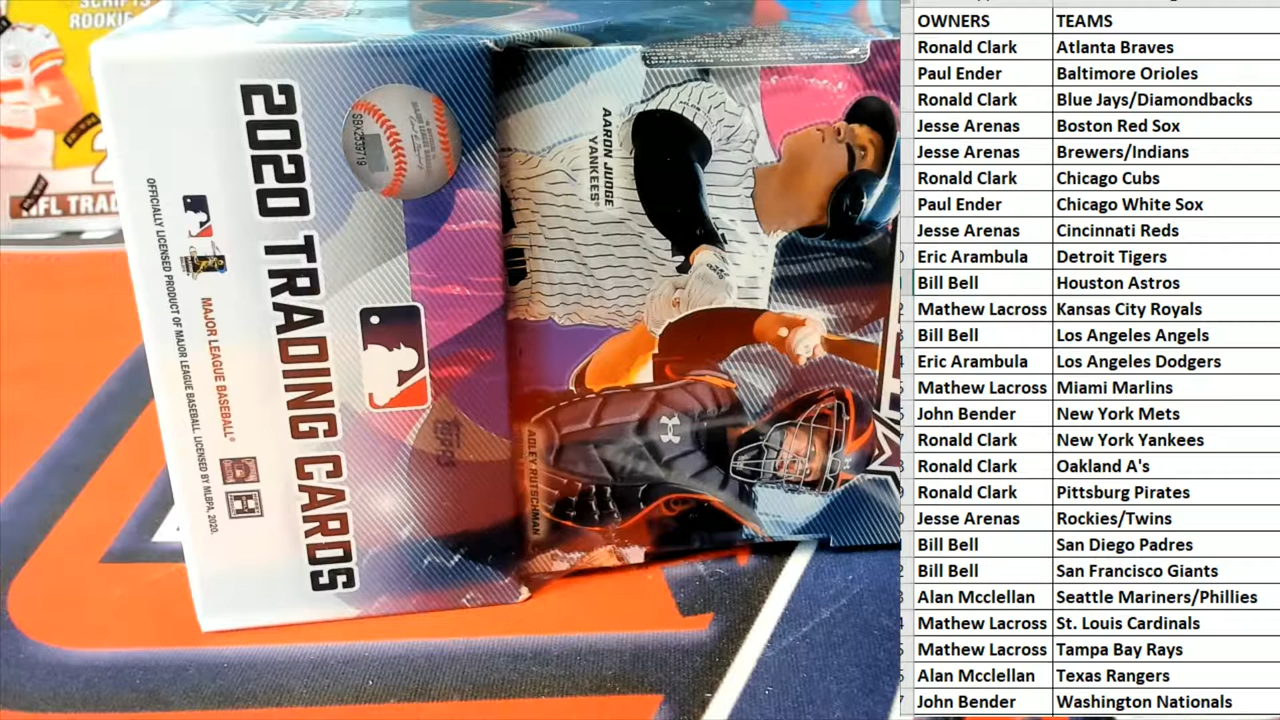 SCRIPTS
ROOKIE
NFL TRAD
2020 TRADING CARDS
SBX2539719
OFFICIALLY LICENSED PRODUCT OF MAJOR LEAGUE BASEBALL. LICENSED BY MLBPA, 2020.
MAJOR LEAGUE BASEBALL®
topps
AARON JUDGE
YANKEES®
ADLEY RUTSCHMAN
OWNERS TEAMS
Ronald Clark Atlanta Braves
Paul Ender Baltimore Orioles
Ronald Clark Blue Jays/Diamondbacks
Jesse Arenas Boston Red Sox
Jesse Arenas Brewers/Indians
Ronald Clark Chicago Cubs
Paul Ender Chicago White Sox
Jesse Arenas Cincinnati Reds
Eric Arambula Detroit Tigers
Bill Bell Houston Astros
Mathew Lacross Kansas City Royals
Bill Bell Los Angeles Angels
Eric Arambula Los Angeles Dodgers
Mathew Lacross Miami Marlins
John Bender New York Mets
Ronald Clark New York Yankees
Ronald Clark Oakland A's
Ronald Clark Pittsburg Pirates
Jesse Arenas Rockies/Twins
Bill Bell San Diego Padres
Bill Bell San Francisco Giants
Alan Mcclellan Seattle Mariners/Phillies
Mathew Lacross St. Louis Cardinals
Mathew Lacross Tampa Bay Rays
Alan Mcclellan Texas Rangers
John Bender Washington Nationals